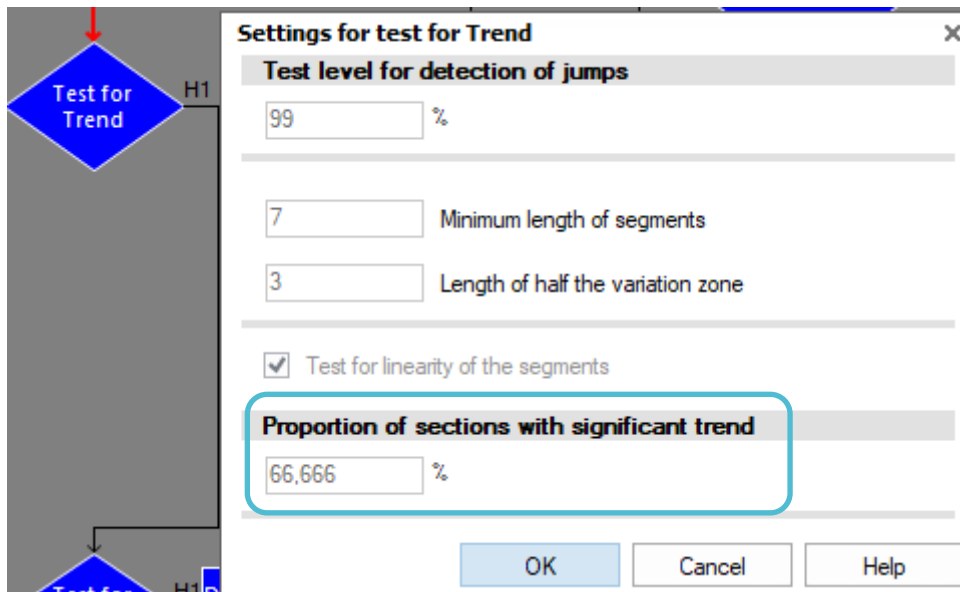 Settings for test for Trend
Test level for detection of jumps
Test for
Trend
H1
99 %
7 Minimum length of segments
3 Length of half the variation zone
Test for linearity of the segments
Proportion of sections with significant trend
66,666 %
OK Cancel Help
Test for
H1